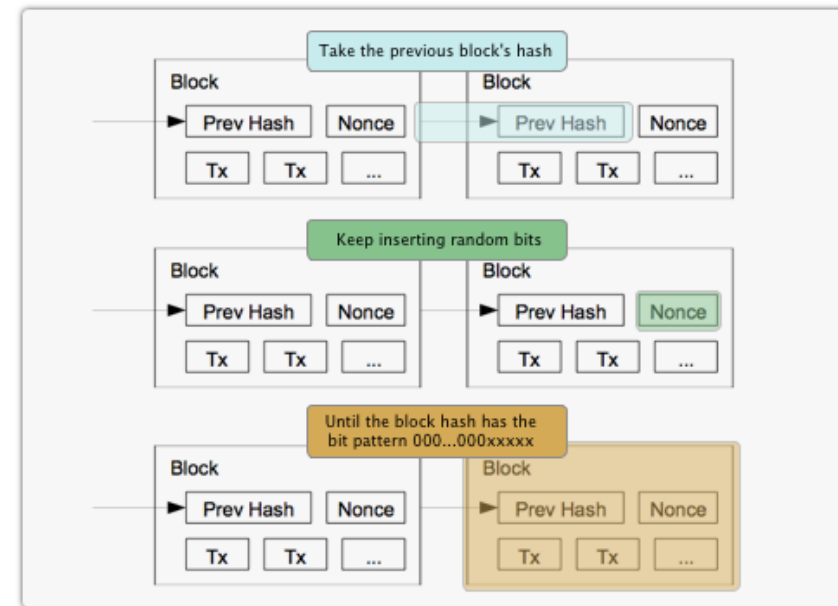 Take the previous block's hash
Block
Block
Prev Hash
Nonce
Prev Hash
Nonce
Tx
Tx
...
Tx
Tx
...
Keep inserting random bits
Block
Block
Prev Hash
Nonce
Prev Hash
Nonce
Tx
Tx
...
Tx
Tx
...
Until the block hash has the
bit pattern 000...000xxxxx
Block
Block
Prev Hash
Nonce
Prev Hash
Nonce
Tx
Tx
...
Tx
Tx
...